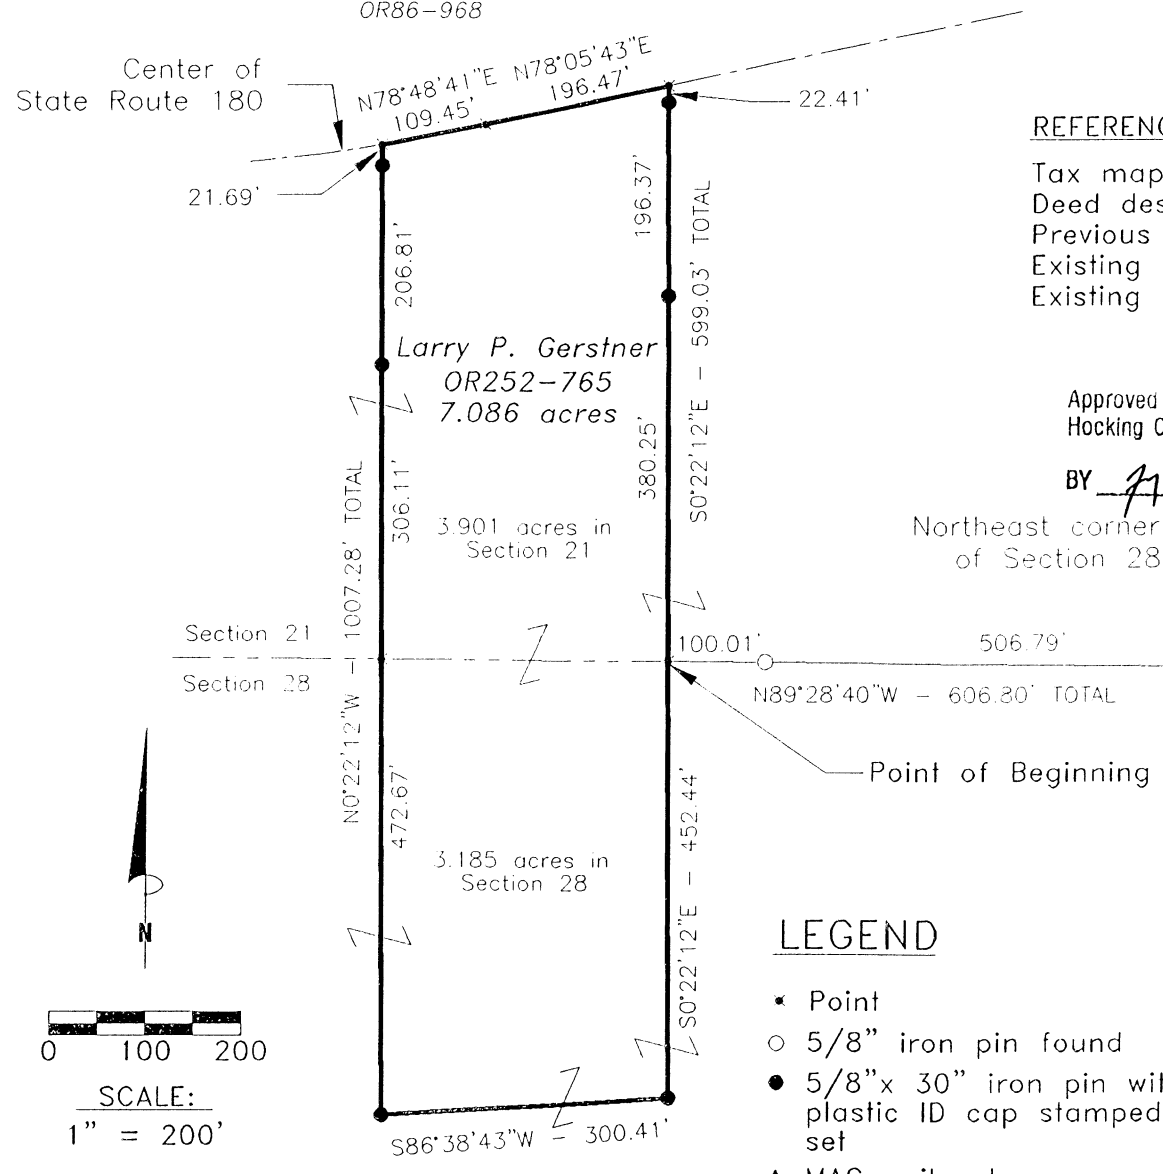 OR86-968
Center of
State Route 180
N78°48'41"E
109.45'
N78°05'43"E
196.47'
22.41'
21.69'
206.81'
196.37'
S0°22'12"E - 599.03' TOTAL
Tax map
Deed
Previous
Existing
Existing
Larry P. Gerstner
OR252-765
7.086 acres
Approved
Hocking
BY
380.25'
306.11'
N0°22'12"W - 1007.28' TOTAL
3.901 acres in
Section 21
Northeast corner
of Section 28
Section 21
Section 28
100.01'
506.79'
N89°28'40"W - 606.80' TOTAL
Point of Beginning
472.67'
S0°22'12"E - 452.44'
3.185 acres in
Section 28
N
0 100 200
SCALE:
1" = 200'
S86°38'43"W - 300.41'
LEGEND
Point
5/8" iron pin found
5/8"x 30" iron pin
plastic ID cap stamped
set